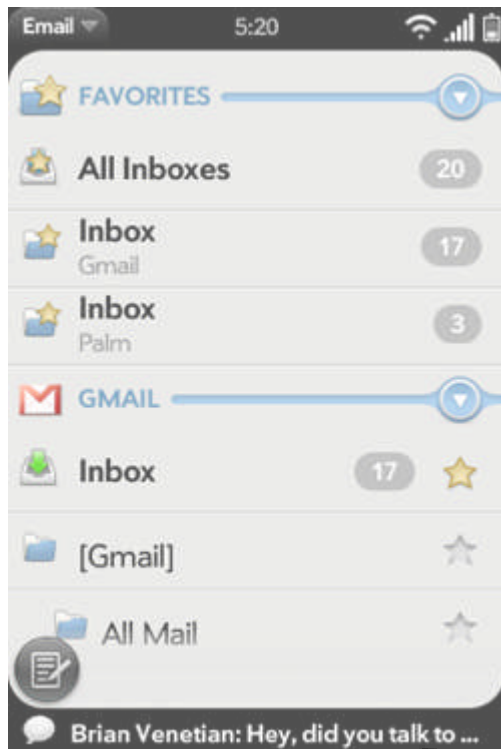 Email 5:20
FAVORITES
All Inboxes 20
Inbox 17
Gmail
Inbox 3
Palm
GMAIL
Inbox 17
[Gmail]
All Mail
Brian Venetian: Hey, did you talk to ...